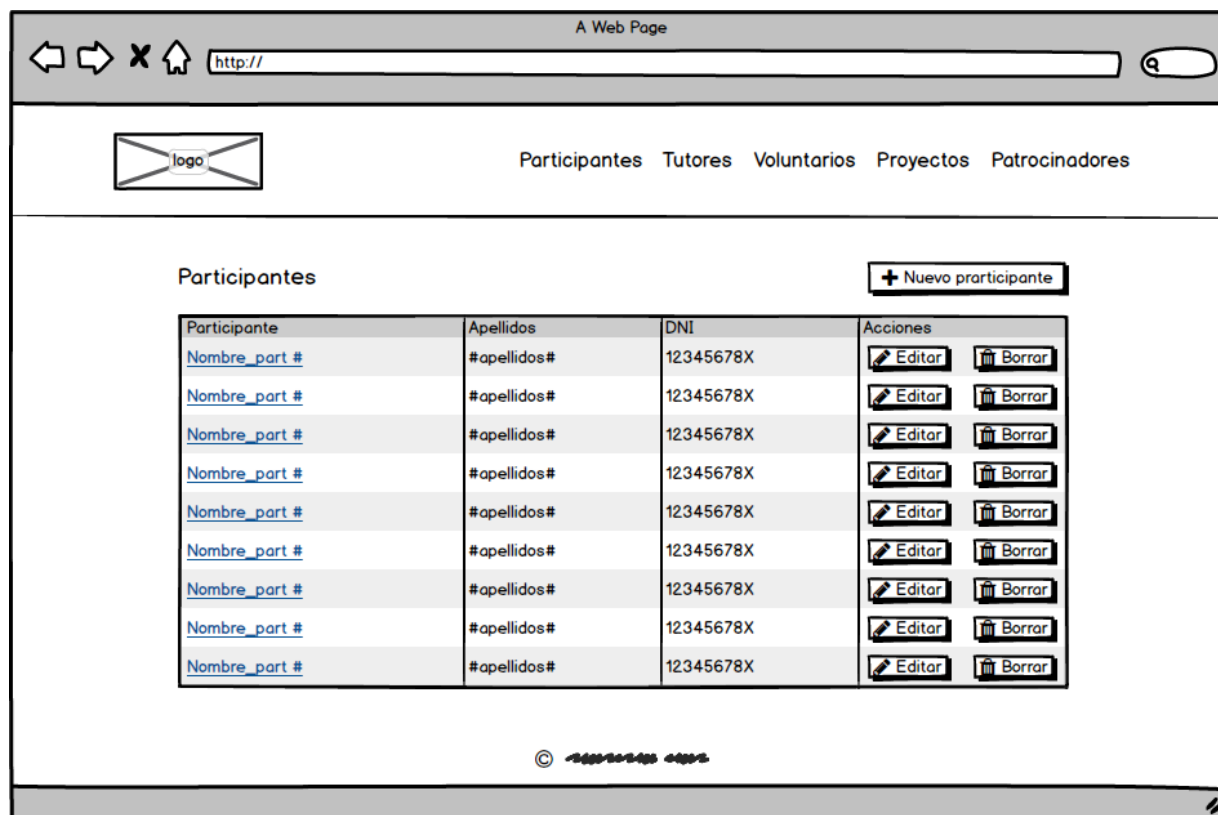 A Web Page
http://
logo
Participantes Tutores Voluntarios Proyectos Patrocinadores
Participantes
Nuevo prarticipante
Participante Apellidos DNI Acciones
Nombre_part # #apellidos# 12345678X Editar Borrar
Nombre_part # #apellidos# 12345678X Editar Borrar
Nombre_part # #apellidos# 12345678X Editar Borrar
Nombre_part # #apellidos# 12345678X Editar Borrar
Nombre_part # #apellidos# 12345678X Editar Borrar
Nombre_part # #apellidos# 12345678X Editar Borrar
Nombre_part # #apellidos# 12345678X Editar Borrar
Nombre_part # #apellidos# 12345678X Editar Borrar
Nombre_part # #apellidos# 12345678X Editar Borrar
©